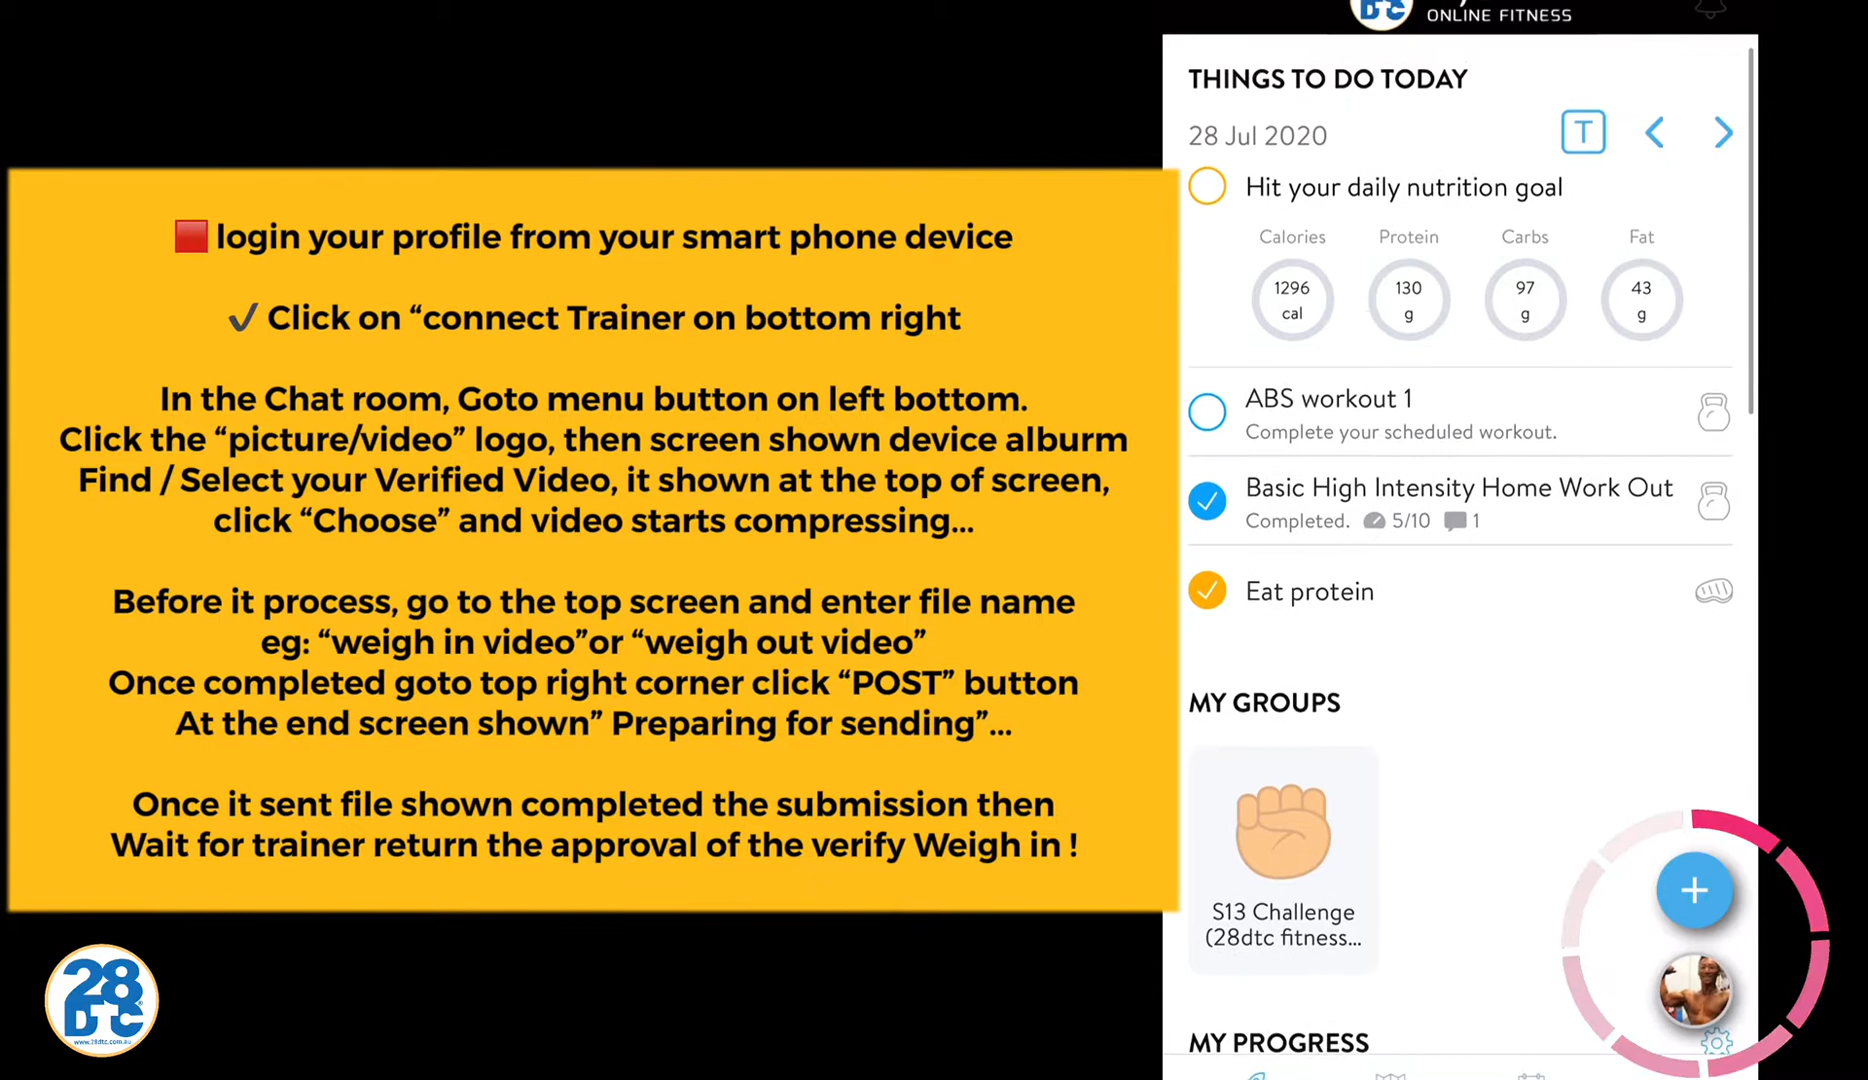 login your profile from your smart phone device
✔ Click on “connect Trainer on bottom right
In the Chat room, Goto menu button on left bottom.
Click the “picture/video” logo, then screen shown device alburm
Find / Select your Verified Video, it shown at the top of screen,
click “Choose” and video starts compressing...
Before it process, go to the top screen and enter file name
eg: “weigh in video”or “weigh out video”
Once completed goto top right corner click “POST” button
At the end screen shown” Preparing for sending”...
Once it sent file shown completed the submission then
Wait for trainer return the approval of the verify Weigh in !
28
DTC
www.28dtc.com.au
DTC
ONLINE FITNESS
THINGS TO DO TODAY
28 Jul 2020
T
Hit your daily nutrition goal
Calories Protein Carbs Fat
1296 130 97 43
cal g g g
ABS workout 1
Complete your scheduled workout.
Basic High Intensity Home Work Out
Completed. 5/10 1
Eat protein
MY GROUPS
S13 Challenge
(28dtc fitness...
MY PROGRESS